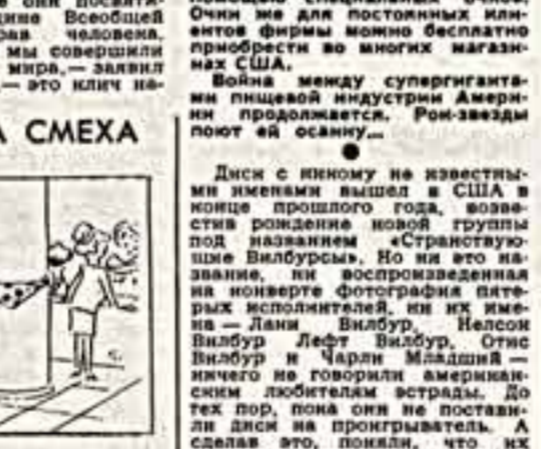 ше они посвяти-
дине Всеобщей
рав человека.
мы совершили
мира,— заявил
— это клич на-
А СМЕХА
Очки же для постоянных кли-
ентов фирмы можно бесплатно
приобрести во многих магази-
нах США.
Война между супергиганта-
ми пищевой индустрии Амери-
ки продолжается. Рок-звезды
поют ей осанну...
Диск с никому не известны-
ми именами вышел в США в
конце прошлого года, возве-
стив рождение новой группы
под названием «Странствую-
щие Вилбурсы». Но ни это на-
звание, ни воспроизведенная
на конверте фотография пяте-
рых исполнителей, ни их име-
на — Лаки Вилбур, Нелсон
Вилбур Лефт Вилбур, Отис
Вилбур и Чарли Младший —
ничего не говорили американ-
ским любителям эстрады. До
тех пор, пока они не постави-
ли диск на проигрыватель. А
сделав это, поняли, что их